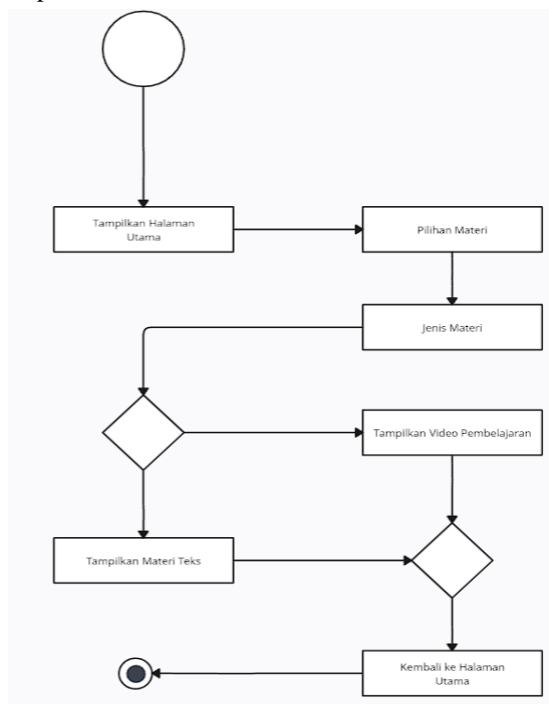 Tampilkan Halaman
Utama
Pilihan Materi
Jenis Materi
Tampilkan Video Pembelajaran
Tampilkan Materi Teks
Kembali ke Halaman
Utama